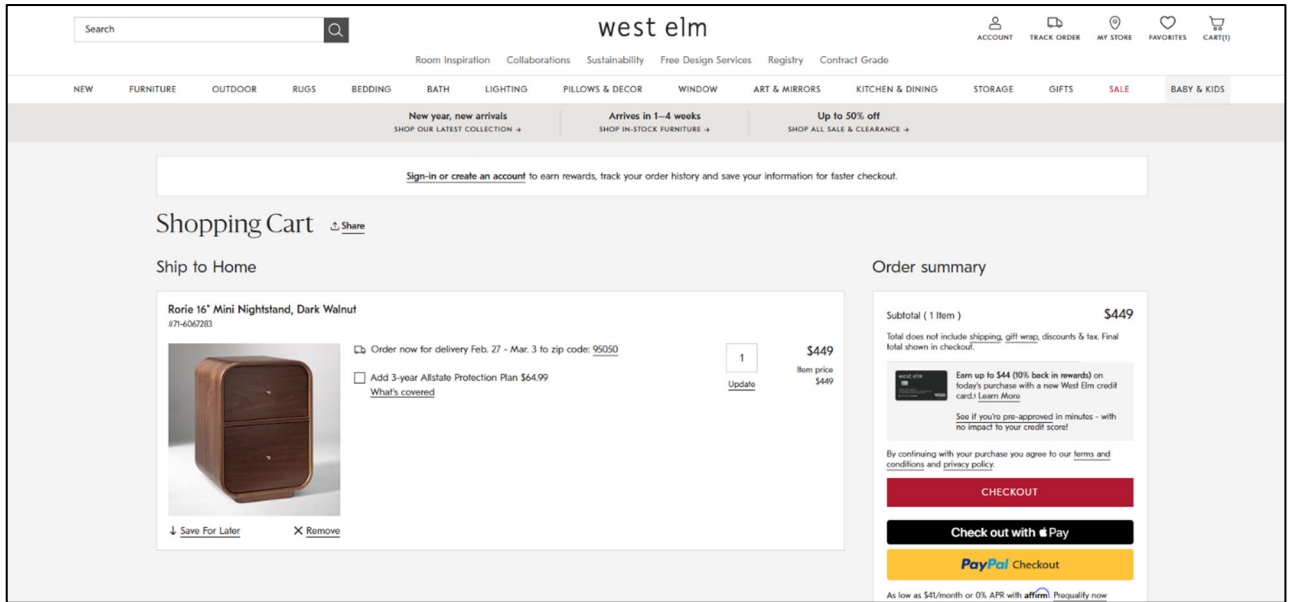 Search
west elm
ACCOUNT
TRACK ORDER
MY STORE
FAVORITES
CART(1)
Room Inspiration Collaborations Sustainability Free Design Services Registry Contract Grade
NEW FURNITURE OUTDOOR RUGS BEDDING BATH LIGHTING PILLOWS & DECOR WINDOW ART & MIRRORS KITCHEN & DINING STORAGE GIFTS SALE BABY & KIDS
New year, new arrivals
SHOP OUR LATEST COLLECTION →
Arrives in 1–4 weeks
SHOP IN-STOCK FURNITURE →
Up to 50% off
SHOP ALL SALE & CLEARANCE →
Sign-in or create an account to earn rewards, track your order history and save your information for faster checkout.
Shopping Cart
Share
Ship to Home
Rorie 16" Mini Nightstand, Dark Walnut
#71-6067283
Order now for delivery Feb. 27 - Mar. 3 to zip code: 95050
Add 3-year Allstate Protection Plan $64.99
What's covered
1
Update
$449
Item price
$449
↓ Save For Later
X Remove
Order summary
Subtotal ( 1 Item ) $449
Total does not include shipping, gift wrap, discounts & tax. Final
total shown in checkout.
west elm
VISA
Earn up to $44 (10% back in rewards) on
today's purchase with a new West Elm credit
card.¹ Learn More
See if you're pre-approved in minutes - with
no impact to your credit score!
By continuing with your purchase you agree to our terms and
conditions and privacy policy.
CHECKOUT
Check out with Pay
PayPal Checkout
As low as $41/month or 0% APR with affirm. Prequalify now